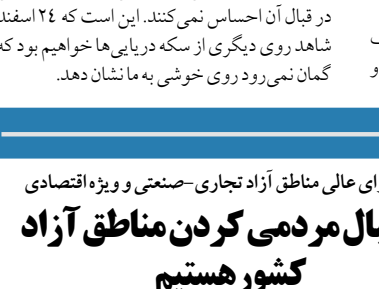 در قبال آن احساس نمی‌کنند. این است که ۲۴ اسفند
شاهد روی دیگری از سکه دریایی‌ها خواهیم بود که
گمان نمی‌رود روی خوشی به ما نشان دهد.
و
عالی مناطق آزاد تجاری-صنعتی و ویژه اقتصادی
مردمی کردن مناطق آزاد
کشور هستیم